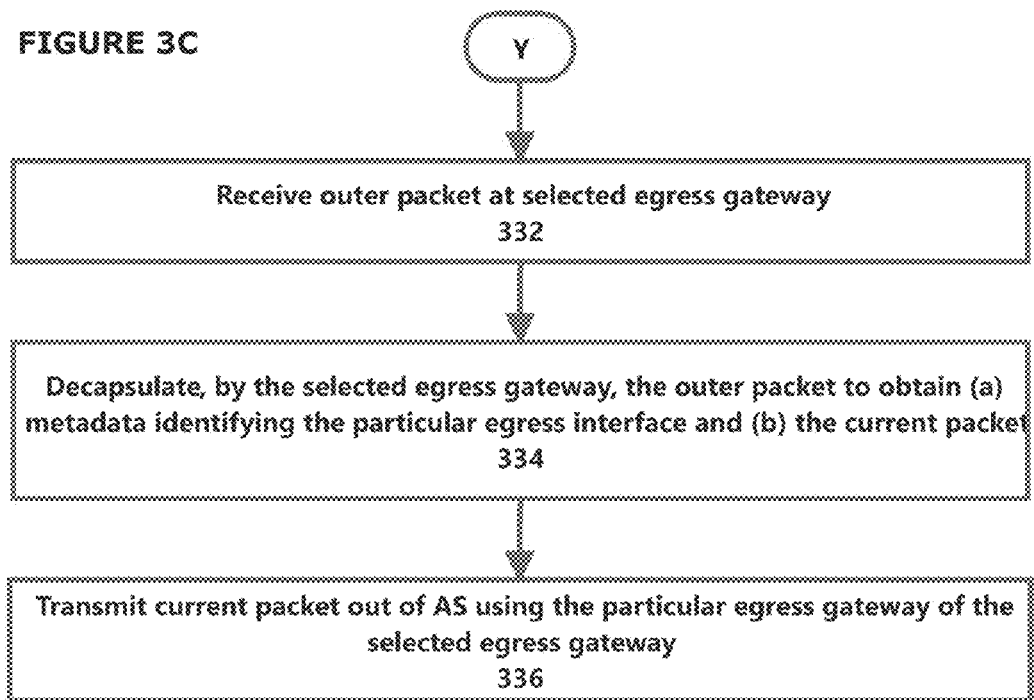 FIGURE 3C
Y
Receive outer packet at selected egress gateway
332
Decapsulate, by the selected egress gateway, the outer packet to obtain (a)
metadata identifying the particular egress interface and (b) the current packet
334
Transmit current packet out of AS using the particular egress gateway of the
selected egress gateway
336